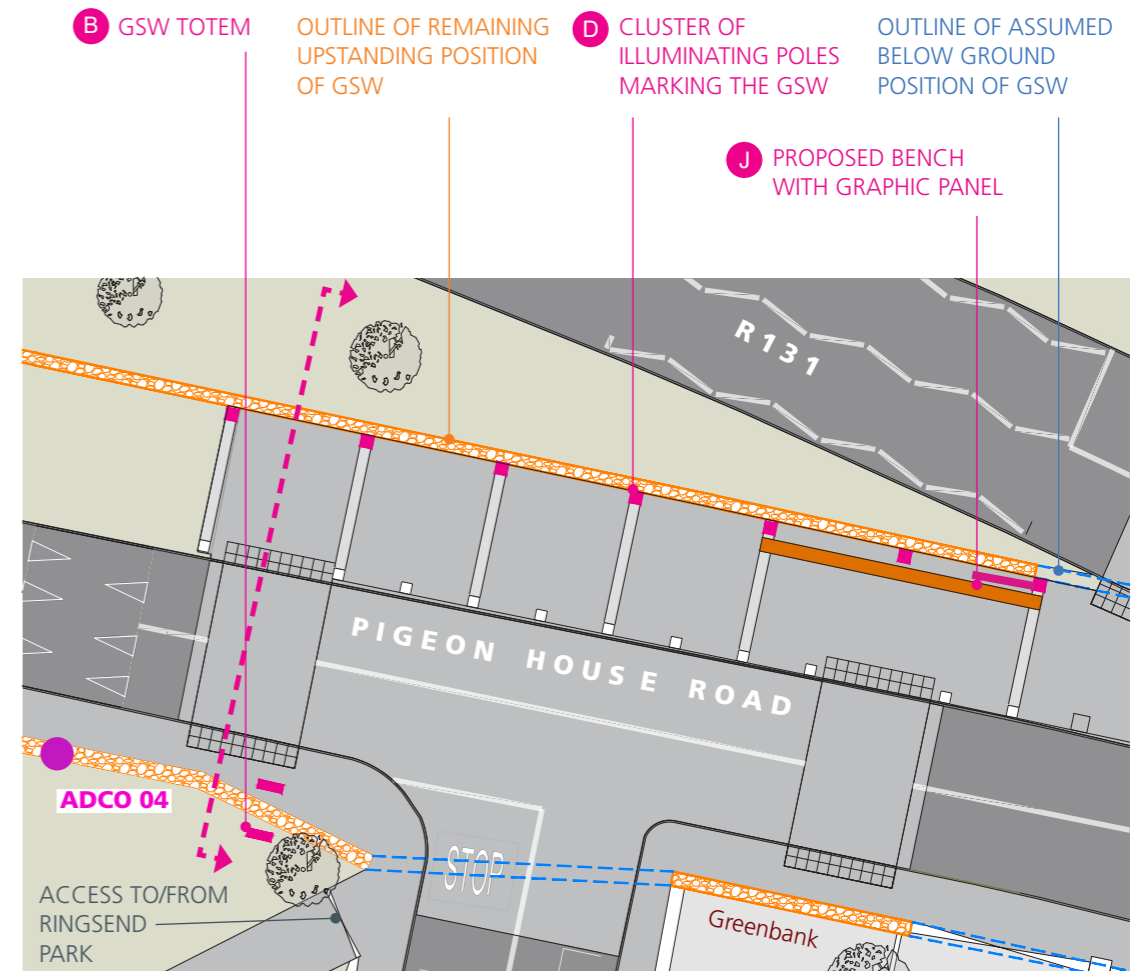 B GSW TOTEM
OUTLINE OF REMAINING
UPSTANDING POSITION
OF GSW
D CLUSTER OF
ILLUMINATING POLES
MARKING THE GSW
OUTLINE OF ASSUMED
BELOW GROUND
POSITION OF GSW
J PROPOSED BENCH
WITH GRAPHIC PANEL
R131
PIGEON HOUSE ROAD
ADCO 04
STOP
ACCESS TO/FROM
RINGSEND
PARK
Greenbank